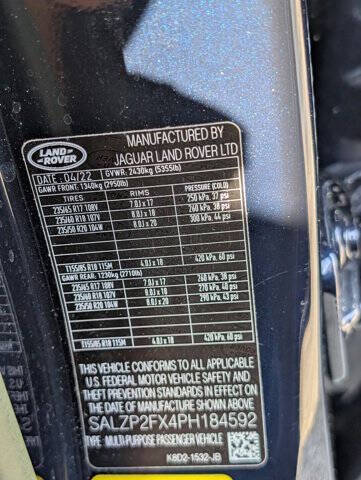 LAND-
ROVER
MANUFACTURED BY
JAGUAR LAND ROVER LTD
DATE : 04/22 GVWR: 2430kg (5355lb)
GAWR FRONT: 1340kg (2950lb)
TIRES RIMS PRESSURE (COLD)
235/65 R17 108V 7.0J x 17 250 kPa, 37 psi
235/60 R18 107V 8.0J x 18 260 kPa, 38 psi
235/50 R20 104W 8.0J x 20 300 kPa, 44 psi
T155/85 R18 115M 4.0J x 18 420 kPa, 60 psi
GAWR REAR: 1230kg (2710lb)
235/65 R17 108V 7.0J x 17 260 kPa, 38 psi
235/60 R18 107V 8.0J x 18 270 kPa, 40 psi
235/50 R20 104W 8.0J x 20 290 kPa, 43 psi
T155/85 R18 115M 4.0J x 18 420 kPa, 60 psi
THIS VEHICLE CONFORMS TO ALL APPLICABLE
U.S. FEDERAL MOTOR VEHICLE SAFETY AND
THEFT PREVENTION STANDARDS IN EFFECT ON
THE DATE OF MANUFACTURE SHOWN ABOVE.
SALZP2FX4PH184592
TYPE: MULTI-PURPOSE PASSENGER VEHICLE
K8D2-1532-JB